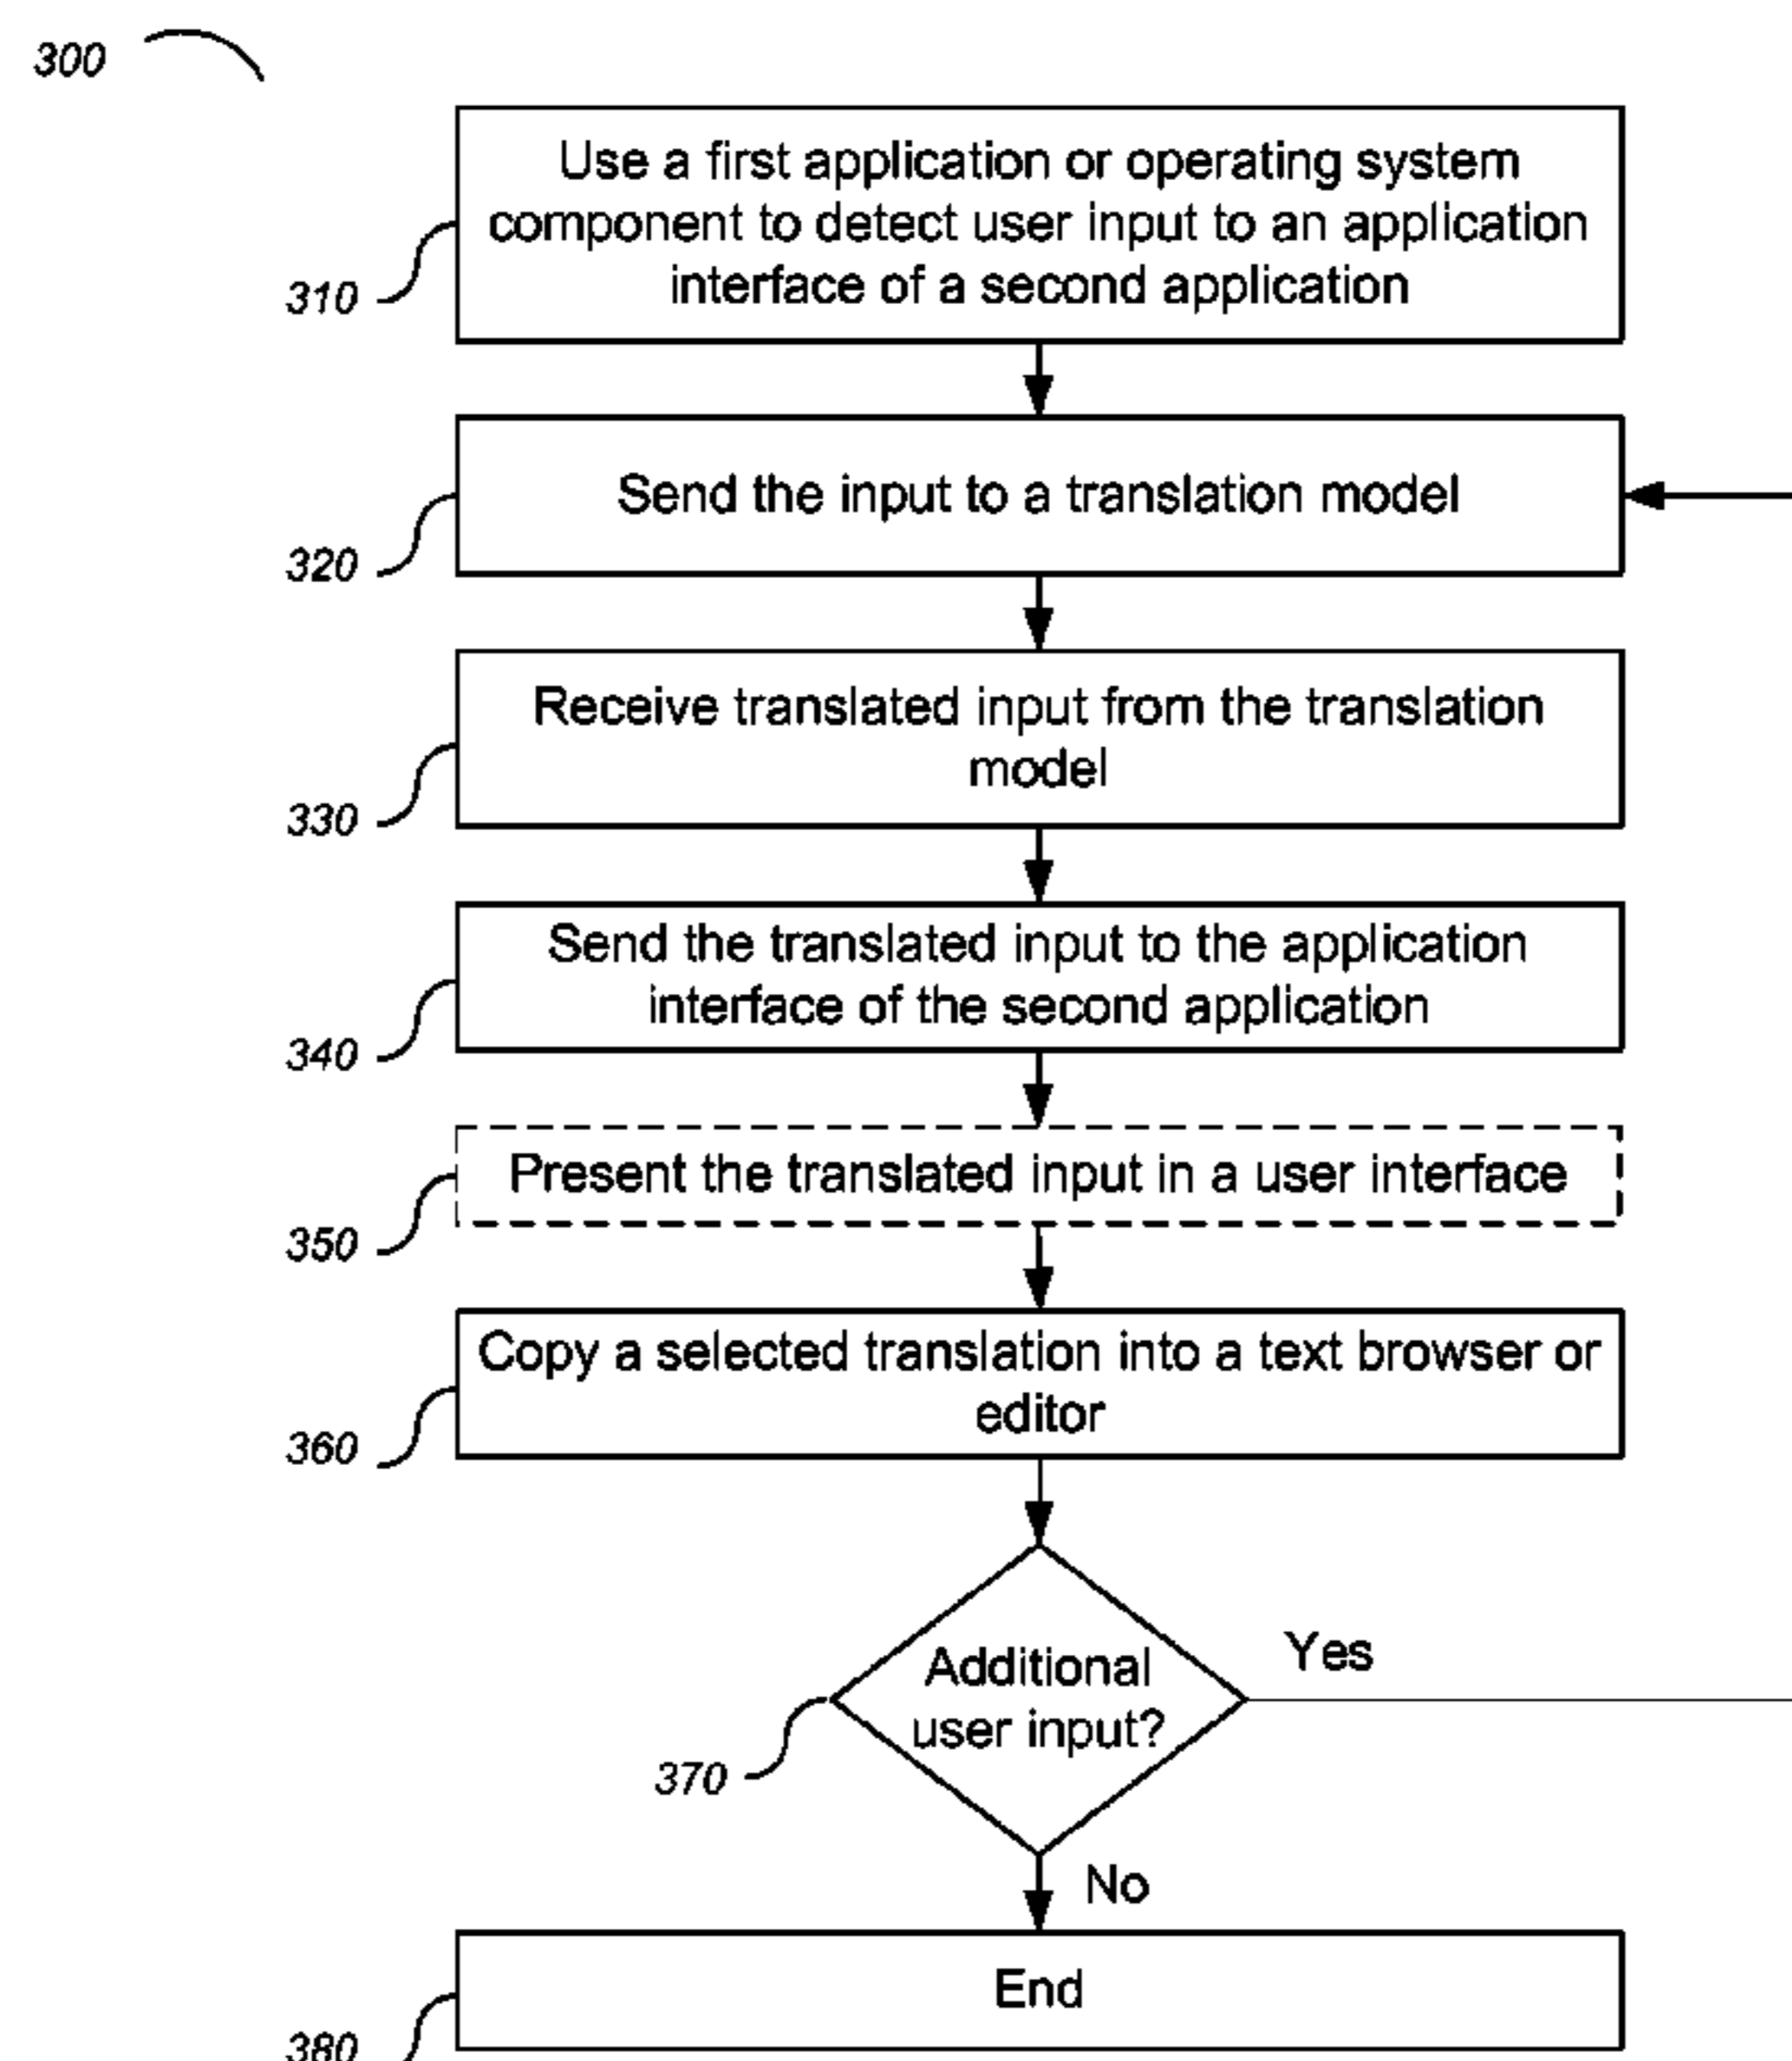 300
Use a first application or operating system
component to detect user input to an application
interface of a second application
310
Send the input to a translation model
320
Receive translated input from the translation
model
330
Send the translated input to the application
interface of the second application
340
Present the translated input in a user interface
350
Copy a selected translation into a text browser or
editor
360
Additional
user input?
Yes
370
No
End
380